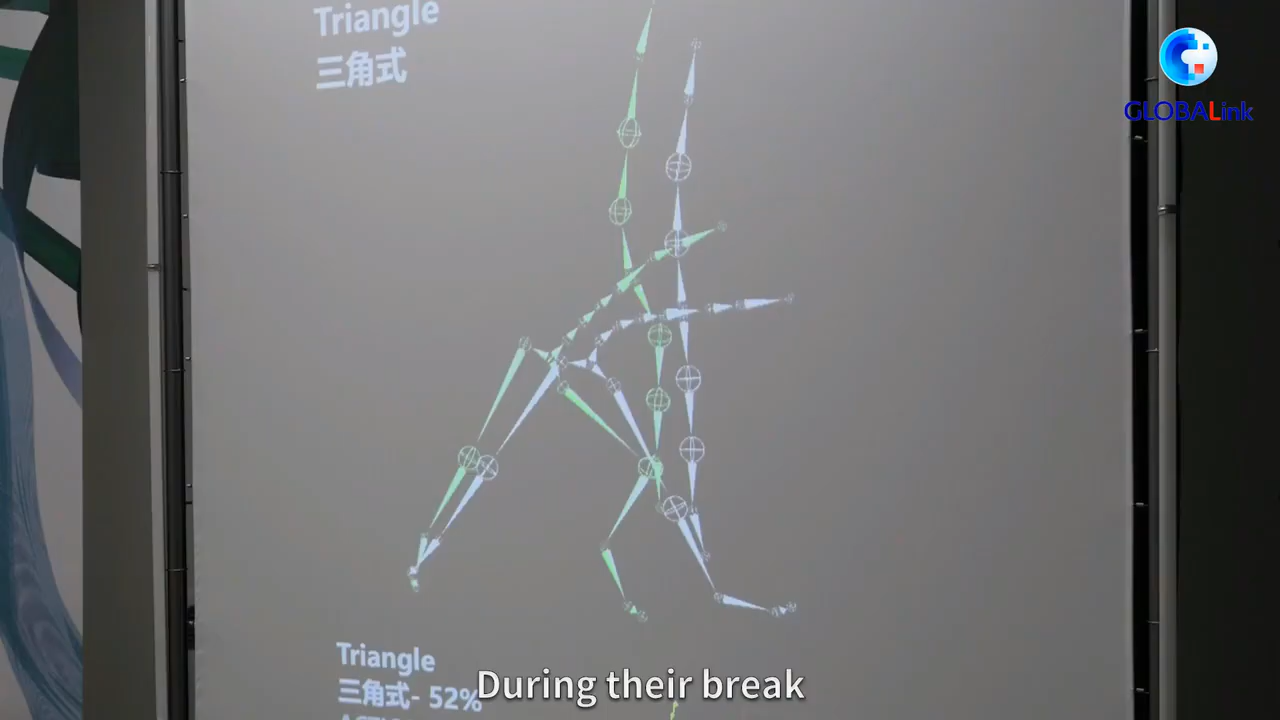 Triangle
三角式
GLOBALink
Triangle
三角式- 52%
During their break